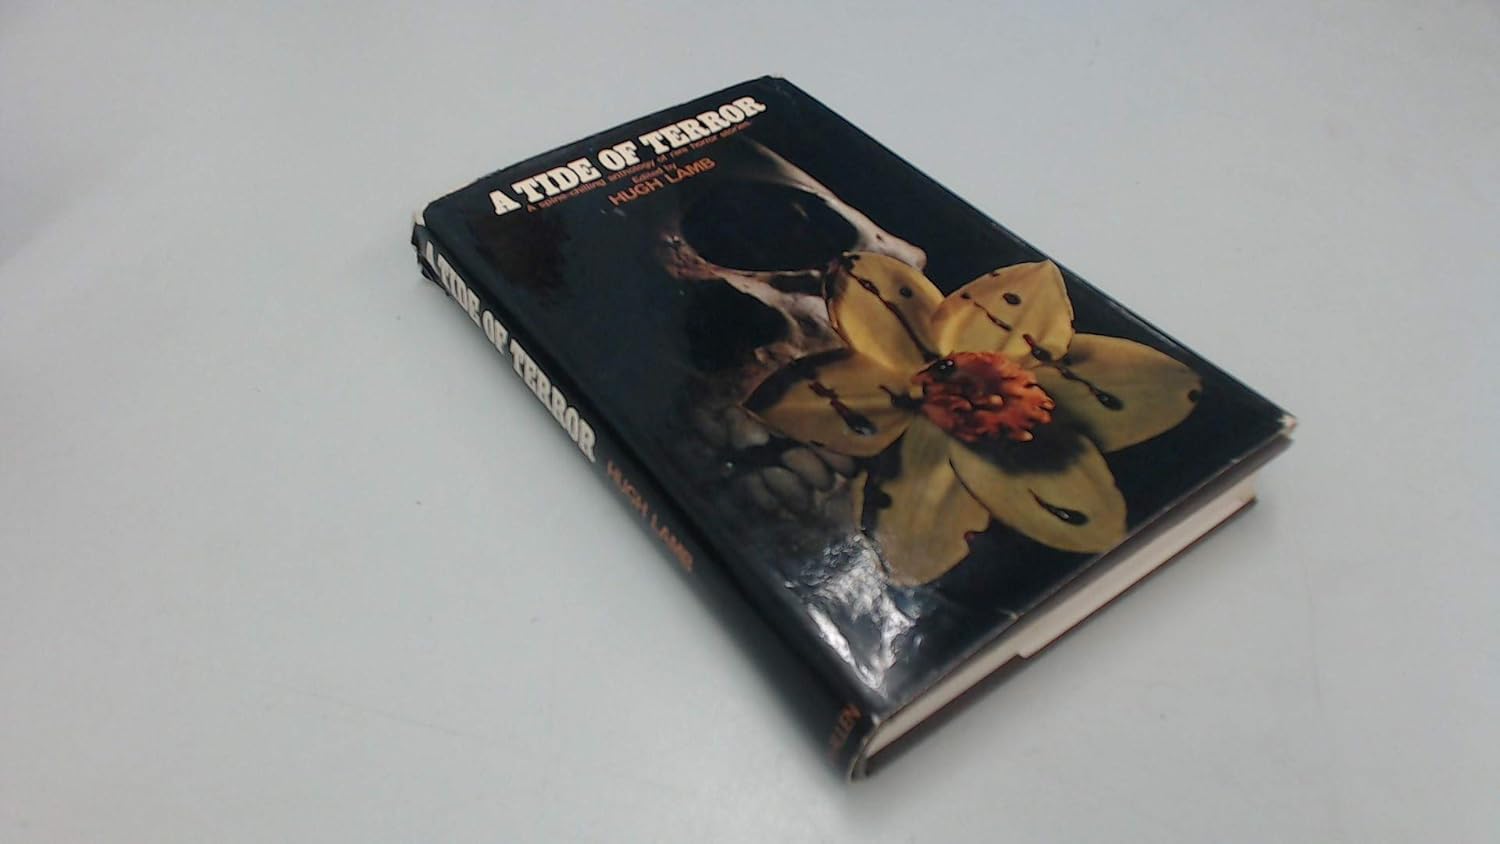 A TIDE OF TERROR
A spine-chilling anthology of rare horror stories.
Edited by
HUGH LAMB
A TIDE OF TERROR
HUGH LAMB
ALLEN